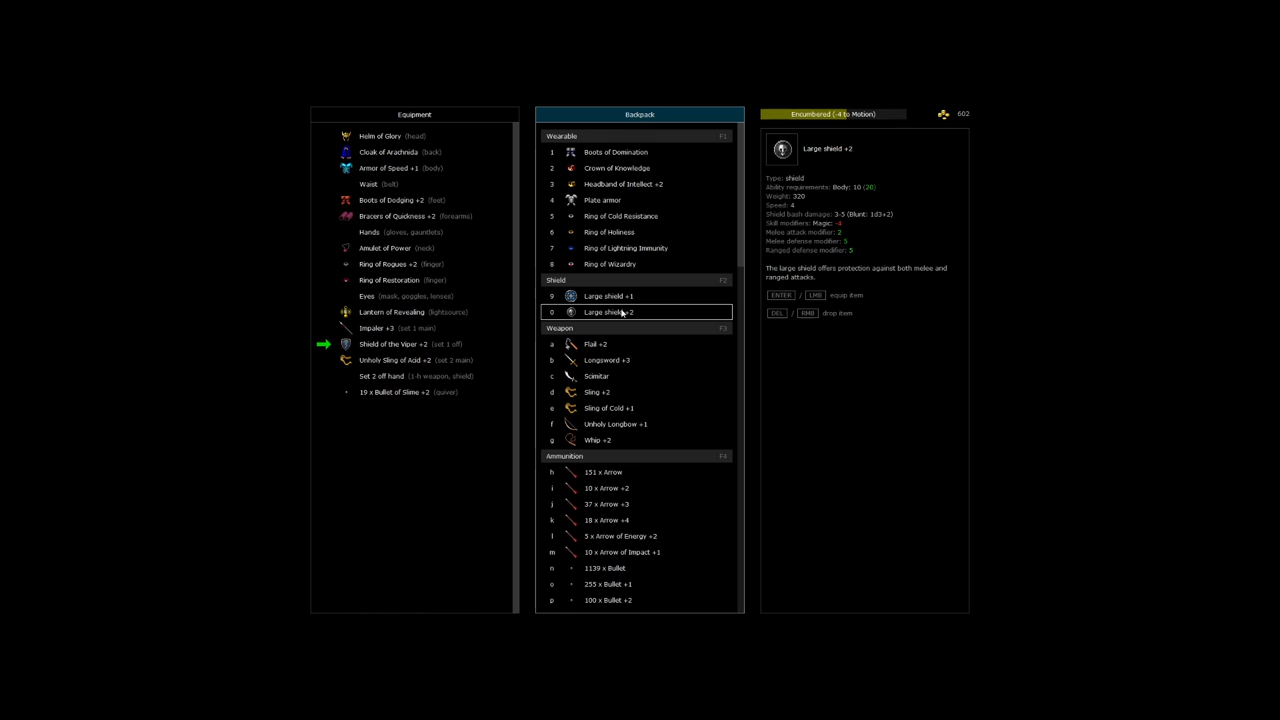 Equipment
Helm of Glory (head)
Cloak of Arachnida (back)
Armor of Speed +1 (body)
Waist (belt)
Boots of Dodging +2 (feet)
Bracers of Quickness +2 (forearms)
Hands (gloves, gauntlets)
Amulet of Power (neck)
Ring of Rogues +2 (finger)
Ring of Restoration (finger)
Eyes (mask, goggles, lenses)
Lantern of Revealing (lightsource)
Impaler +3 (set 1 main)
Shield of the Viper +2 (set 1 off)
Unholy Sling of Acid +2 (set 2 main)
Set 2 off hand (1-h weapon, shield)
19 x Bullet of Slime +2 (quiver)
Backpack
Wearable F1
1 Boots of Domination
2 Crown of Knowledge
3 Headband of Intellect +2
4 Plate armor
5 Ring of Cold Resistance
6 Ring of Holiness
7 Ring of Lightning Immunity
8 Ring of Wizardry
Shield F2
9 Large shield +1
0 Large shield +2
Weapon F3
a Flail +2
b Longsword +3
c Scimitar
d Sling +2
e Sling of Cold +1
f Unholy Longbow +1
g Whip +2
Ammunition F4
h 151 x Arrow
i 10 x Arrow +2
j 37 x Arrow +3
k 18 x Arrow +4
l 5 x Arrow of Energy +2
m 10 x Arrow of Impact +1
n 1139 x Bullet
o 255 x Bullet +1
p 100 x Bullet +2
Encumbered (-4 to Motion) 602
Large shield +2
Type: shield
Ability requirements: Body: 10 (20)
Weight: 320
Speed: 4
Shield bash damage: 3-5 (Blunt: 1d3+2)
Skill modifiers: Magic: -4
Melee attack modifier: 2
Melee defense modifier: 5
Ranged defense modifier: 5
The large shield offers protection against both melee and
ranged attacks.
ENTER / LMB equip item
DEL / RMB drop item